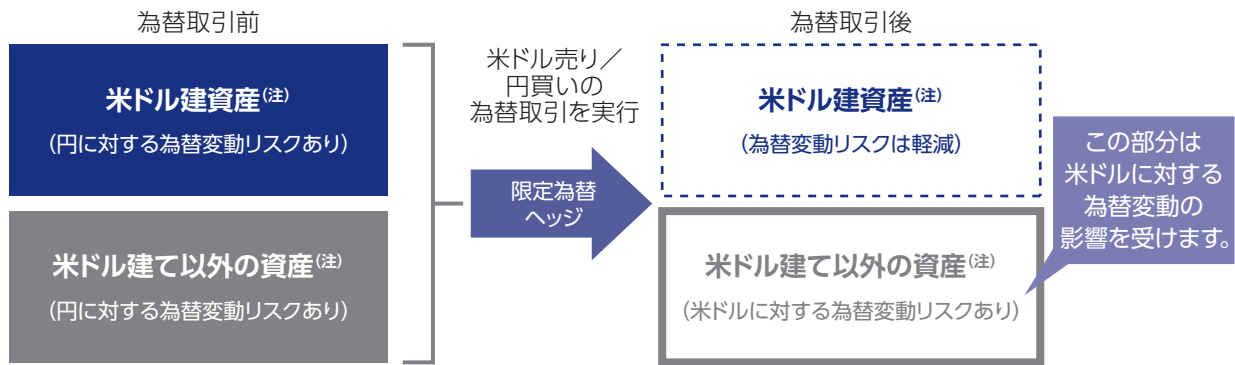 為替取引前
米ドル建資産(注)
(円に対する為替変動リスクあり)
米ドル建て以外の資産(注)
(円に対する為替変動リスクあり)
米ドル売り／
円買いの
為替取引を実行
限定為替
ヘッジ
為替取引後
米ドル建資産(注)
(為替変動リスクは軽減)
米ドル建て以外の資産(注)
(米ドルに対する為替変動リスクあり)
この部分は
米ドルに対する
為替変動の
影響を受けます。